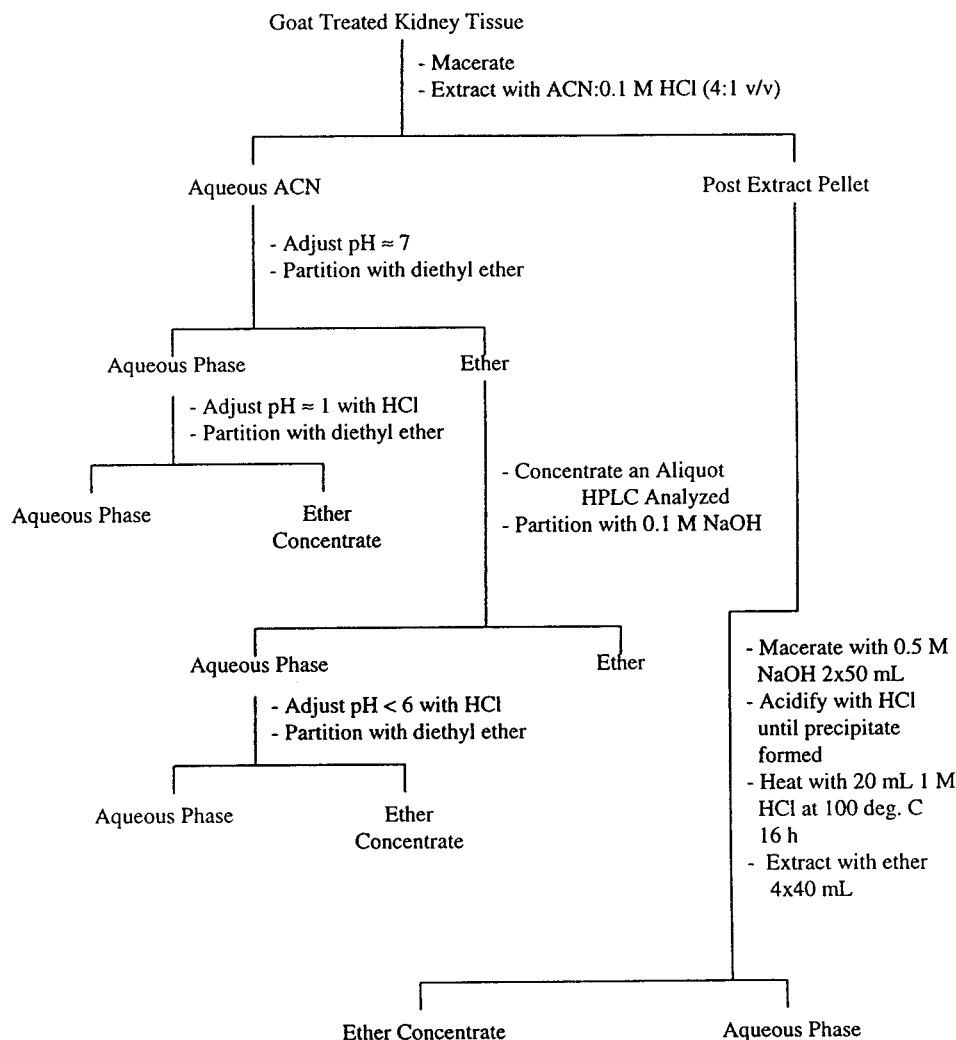 Goat Treated Kidney Tissue
- Macerate
- Extract with ACN:0.1 M HCl (4:1 v/v)
Aqueous ACN
Post Extract Pellet
- Adjust pH ≈ 7
- Partition with diethyl ether
Aqueous Phase
Ether
- Adjust pH ≈ 1 with HCl
- Partition with diethyl ether
Aqueous Phase
Ether
Concentrate
- Concentrate an Aliquot
HPLC Analyzed
- Partition with 0.1 M NaOH
Aqueous Phase
Ether
- Adjust pH < 6 with HCl
- Partition with diethyl ether
Aqueous Phase
Ether
Concentrate
- Macerate with 0.5 M
NaOH 2x50 mL
- Acidify with HCl
until precipitate
formed
- Heat with 20 mL 1 M
HCl at 100 deg. C
16 h
- Extract with ether
4x40 mL
Ether Concentrate
Aqueous Phase